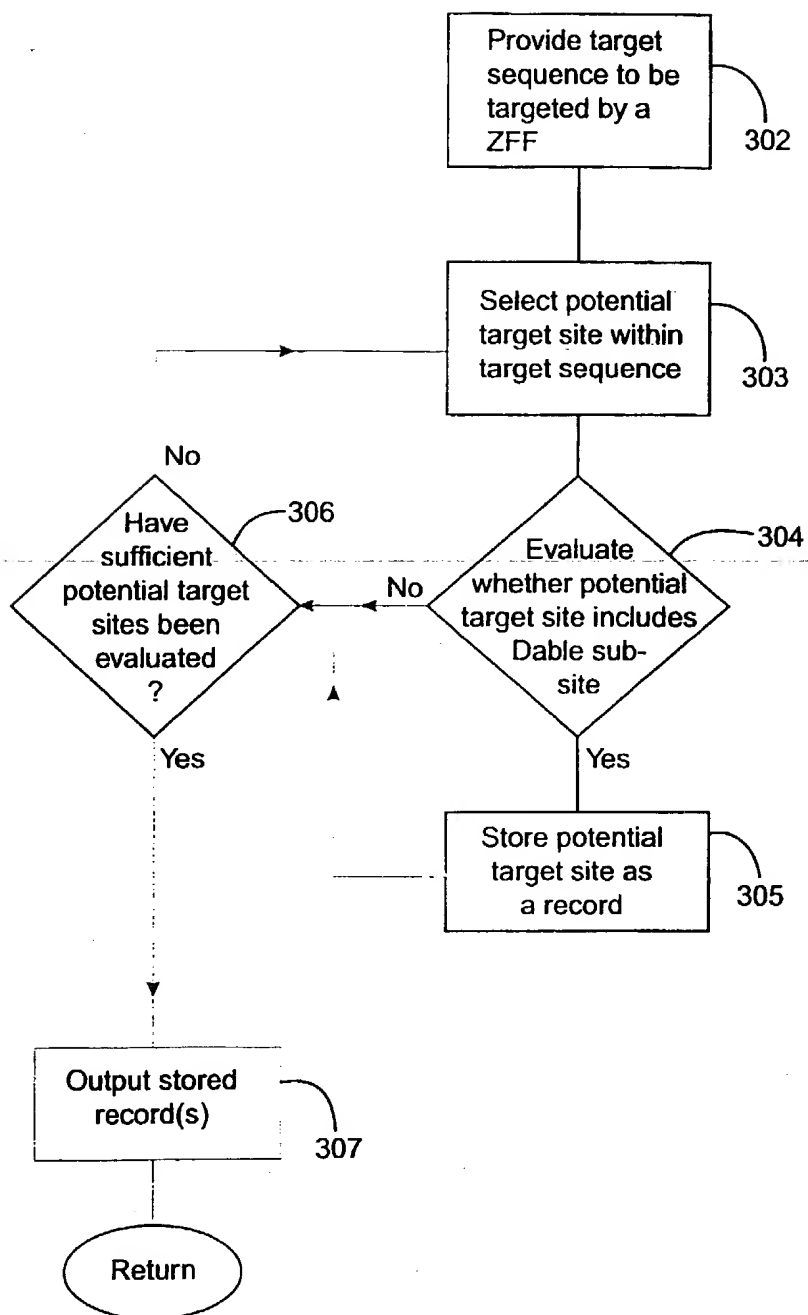 Provide target
sequence to be
targeted by a
ZFF
302
Select potential
target site within
target sequence
303
No
Have
sufficient
potential target
sites been
evaluated
?
306
Yes
Evaluate
whether potential
target site includes
Dable sub-
site
304
No
Yes
Store potential
target site as
a record
305
Output stored
record(s)
307
Return